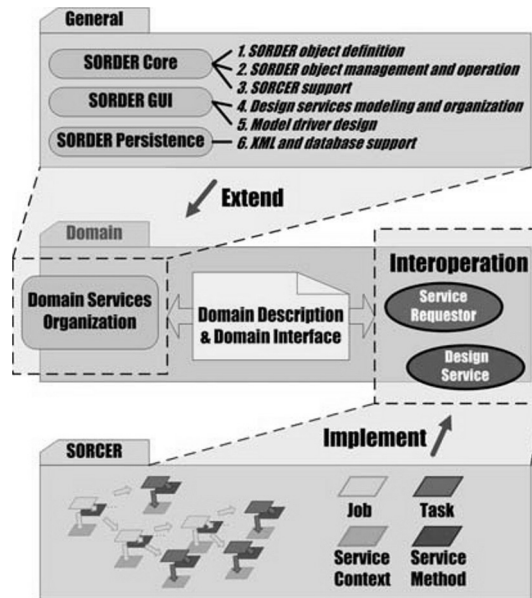 General
SORDER Core
SORDER GUI
SORDER Persistence
1. SORDER object definition
2. SORDER object management and operation
3. SORCER support
4. Design services modeling and organization
5. Model driver design
6. XML and database support
Extend
Domain
Domain Services
Organization
Domain Description
& Domain Interface
Interoperation
Service
Requestor
Design
Service
Implement
SORCER
Job
Task
Service
Context
Service
Method